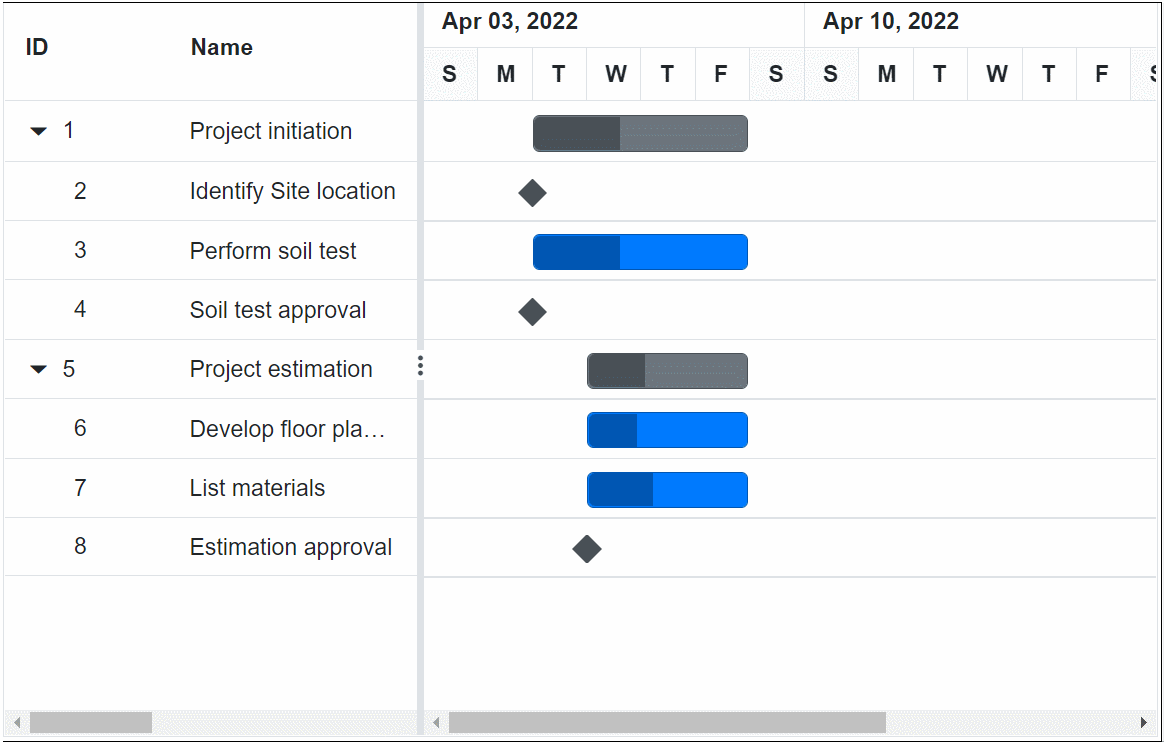 ID Name Apr 03, 2022 Apr 10, 2022
S M T W T F S S M T W T F S
1 Project initiation
2 Identify Site location
3 Perform soil test
4 Soil test approval
5 Project estimation
6 Develop floor pla...
7 List materials
8 Estimation approval